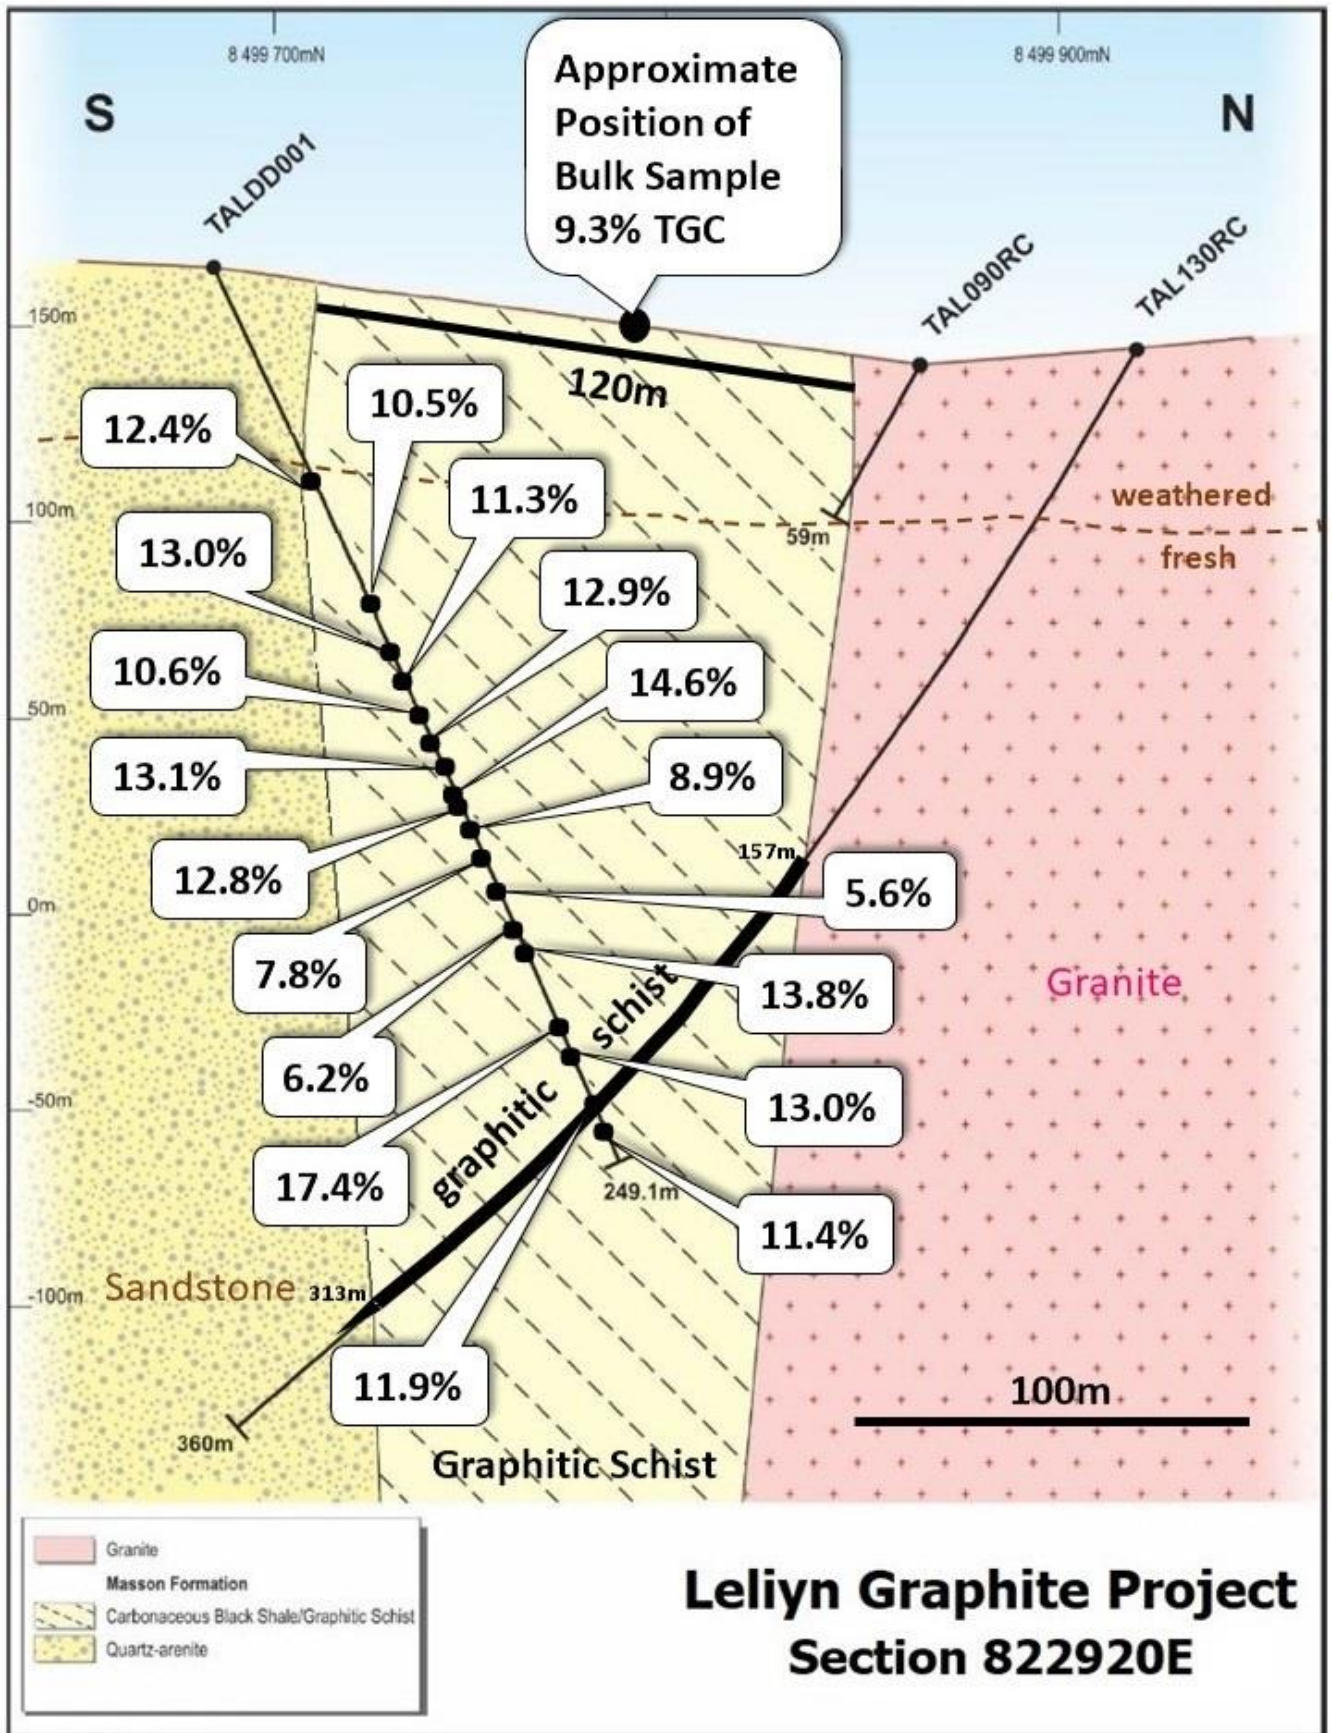 8 499 700mN
8 499 900mN
S
N
Approximate
Position of
Bulk Sample
9.3% TGC
TALDD001
TAL090RC
TAL130RC
150m
120m
12.4%
10.5%
11.3%
weathered
100m
59m
fresh
13.0%
12.9%
10.6%
14.6%
50m
13.1%
8.9%
157m
12.8%
5.6%
0m
7.8%
schist
13.8%
Granite
6.2%
-50m
graphitic
13.0%
17.4%
249.1m
11.4%
Sandstone
313m
-100m
11.9%
100m
360m
Graphitic Schist
Granite
Masson Formation
Carbonaceous Black Shale/Graphitic Schist
Quartz-arenite
Leliyn Graphite Project
Section 822920E